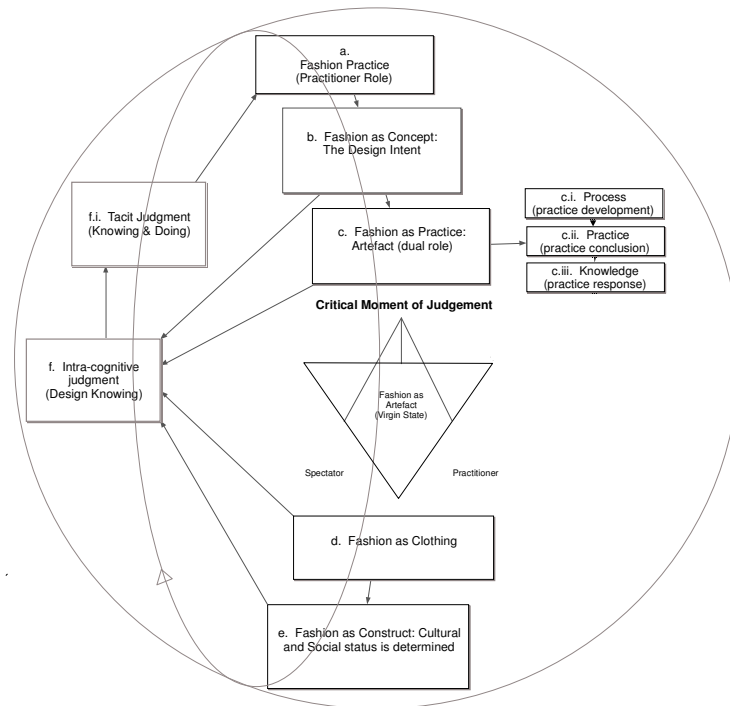 a.
Fashion Practice
(Practitioner Role)
b. Fashion as Concept:
The Design Intent
f.i. Tacit Judgment
(Knowing & Doing)
c. Fashion as Practice:
Artefact (dual role)
c.i. Process
(practice development)
c.ii. Practice
(practice conclusion)
c.iii. Knowledge
(practice response)
Critical Moment of Judgement
f. Intra-cognitive
judgment
(Design Knowing)
Fashion as
Artefact
(Virgin State)
Spectator
Practitioner
d. Fashion as Clothing
e. Fashion as Construct: Cultural
and Social status is determined